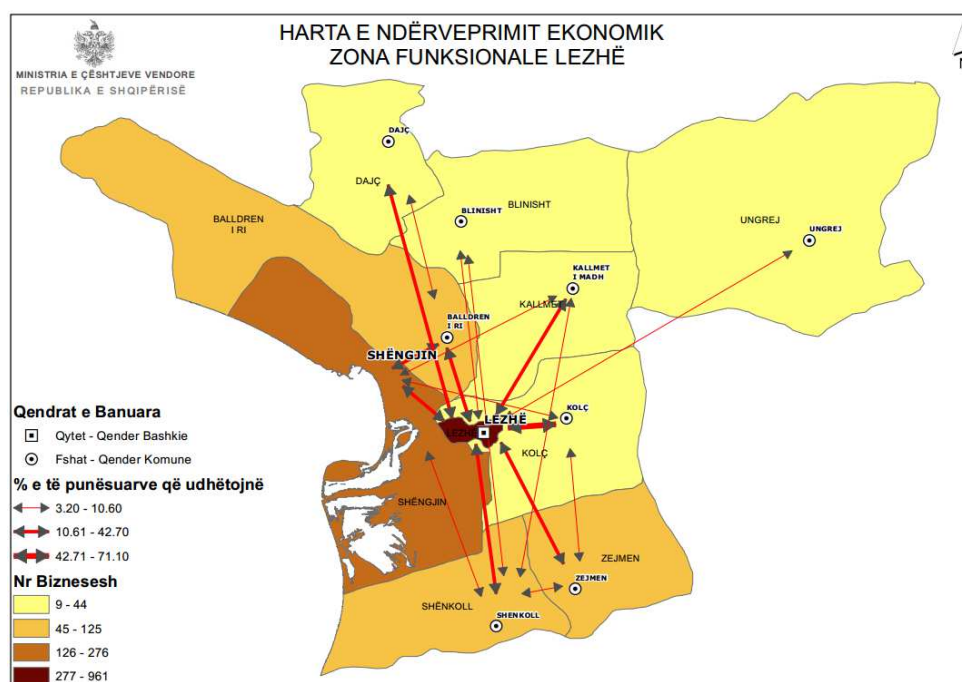 HARTA E NDËRVEPRIMIT EKONOMIK
ZONA FUNKSIONALE LEZHË
MINISTRIA E ÇËSHTJEVE VENDORE
REPUBLIKA E SHQIPËRISË
DAJÇ
DAJÇ
BLINISHT
BLINISHT
BALLDREN
I RI
UNGREJ
UNGREJ
KALLMET
I MADH
KALLMET
BALLDREN
I RI
SHËNGJIN
KOLÇ
LEZHË
LEZHË
KOLÇ
SHËNGJIN
ZEJMEN
ZEJMEN
SHËNKOLL
SHENKOLL
Qendrat e Banuara
Qytet - Qender Bashkie
Fshat - Qender Komune
% e të punësuarve që udhëtojnë
3.20 - 10.60
10.61 - 42.70
42.71 - 71.10
Nr Biznesesh
9 - 44
45 - 125
126 - 276
277 - 961